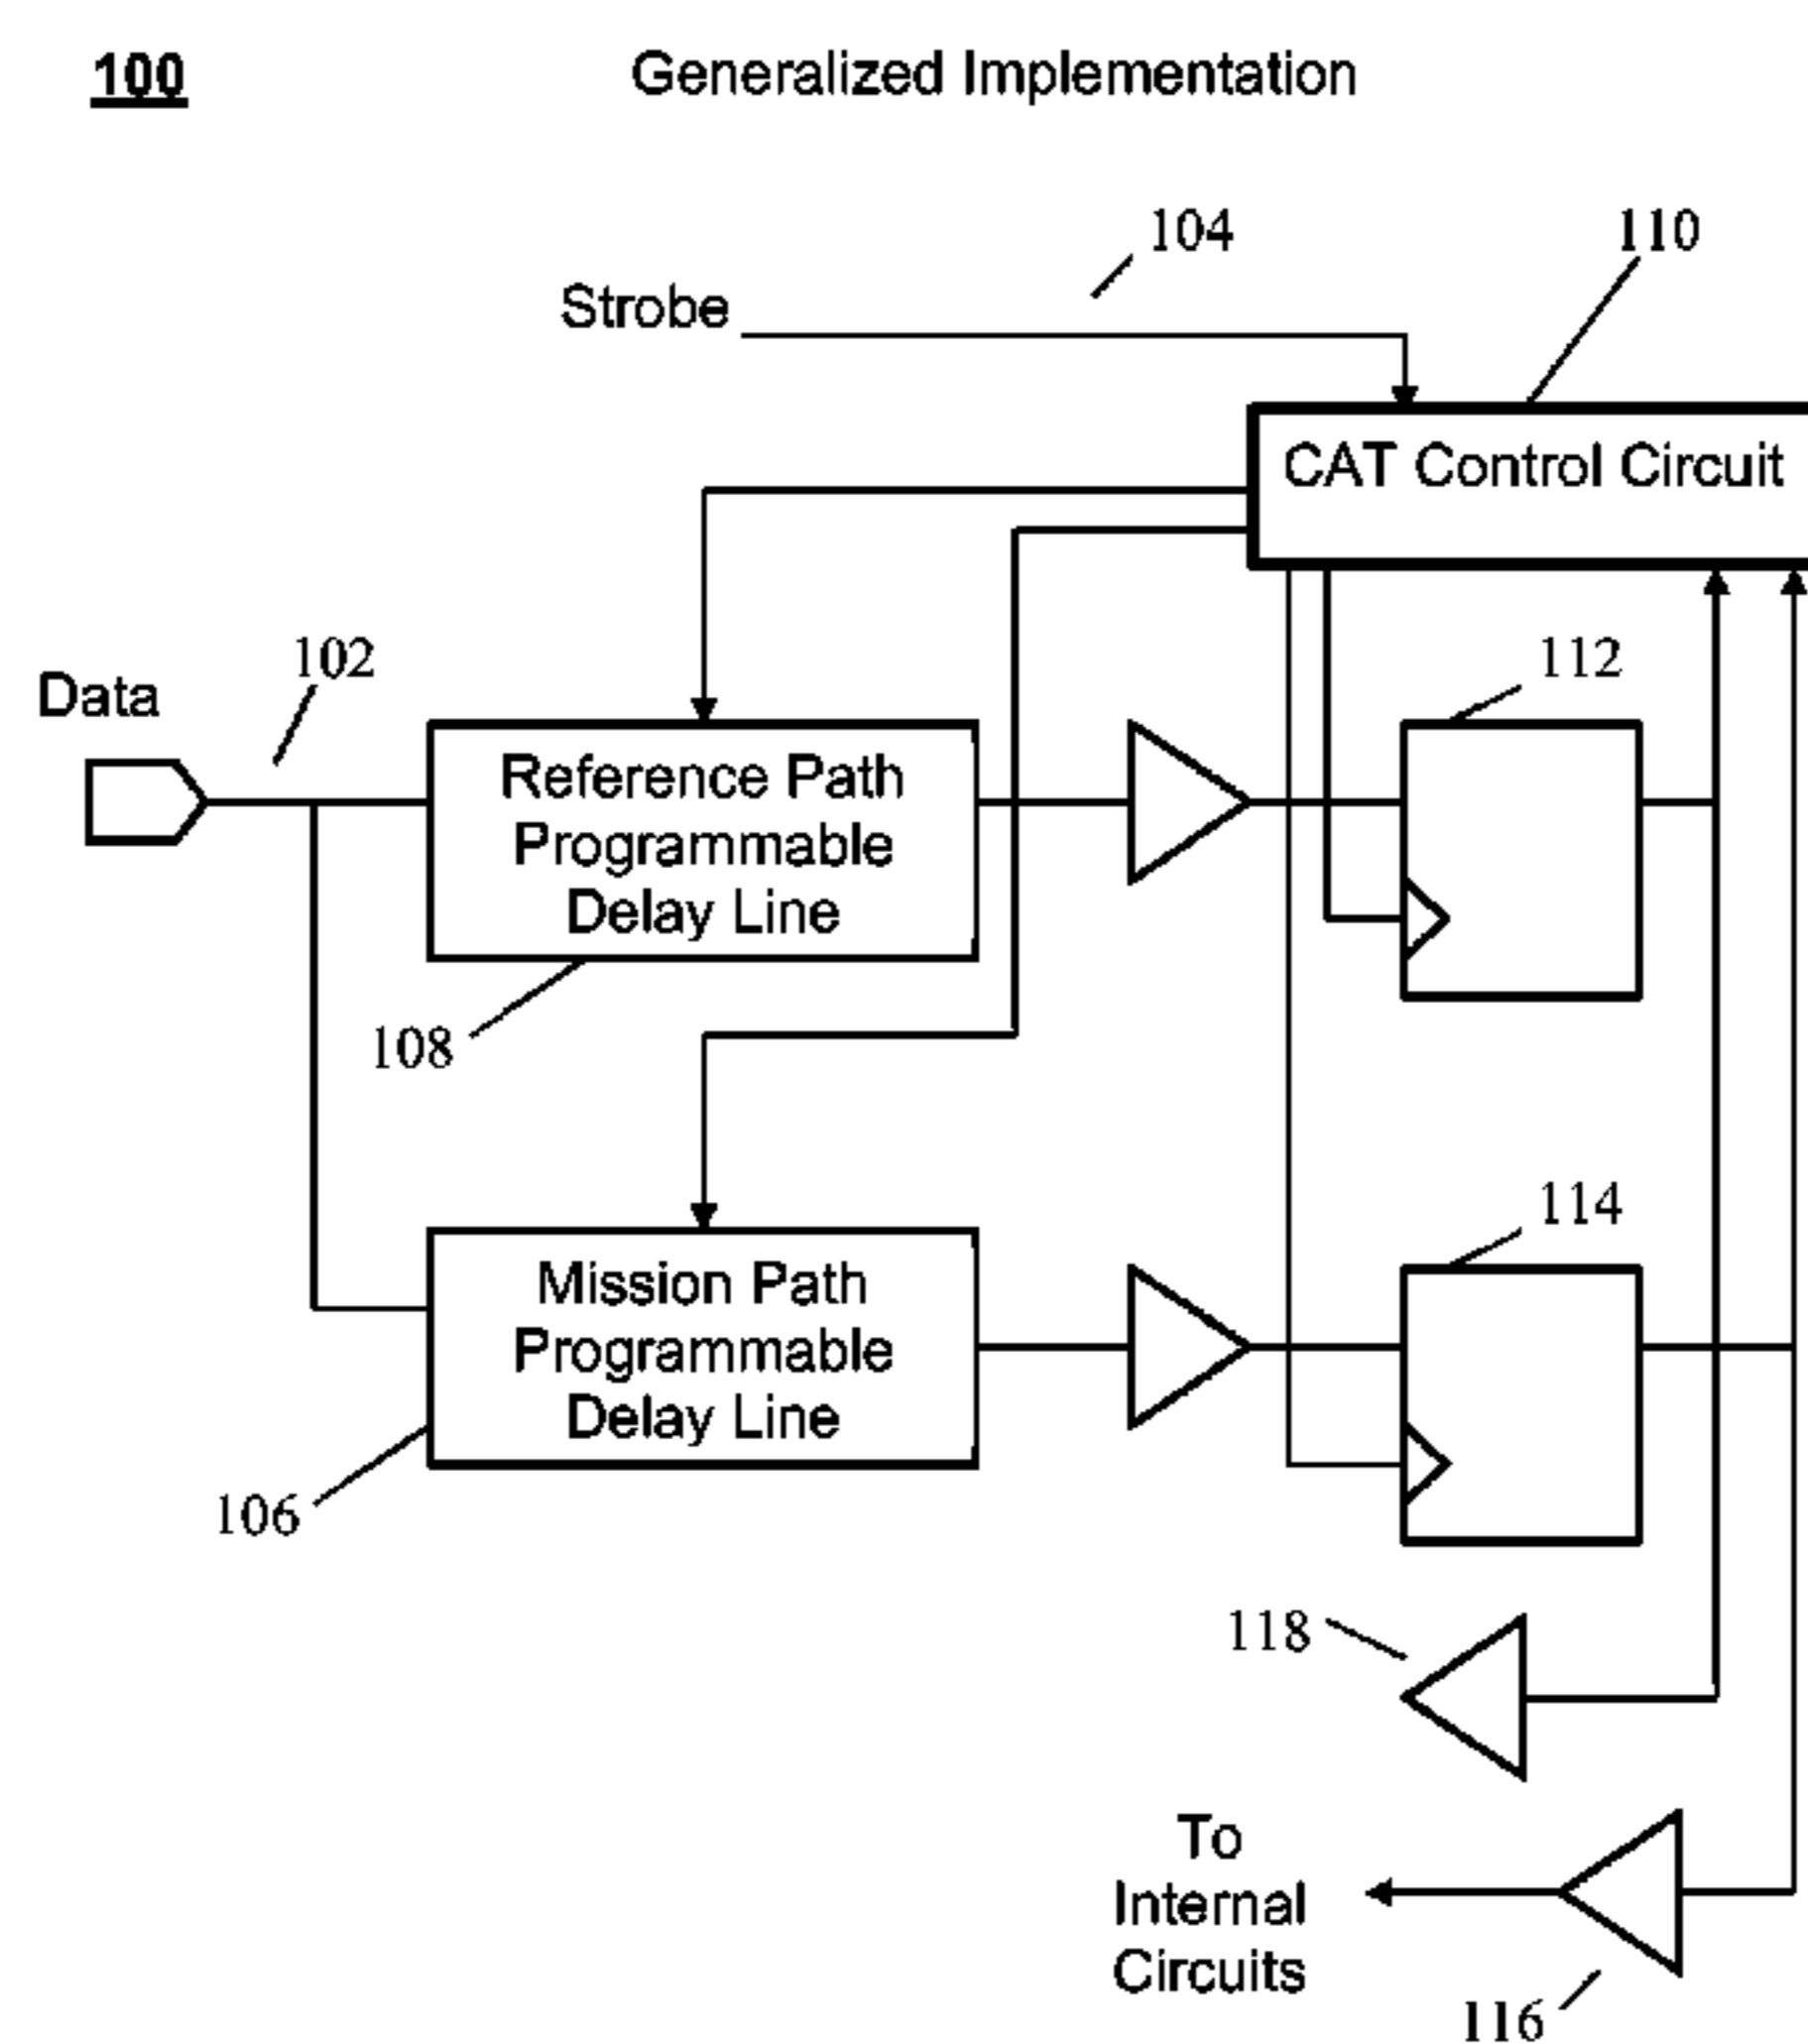 100
Generalized Implementation
104
110
Strobe
CAT Control Circuit
102
112
Data
Reference Path
Programmable
Delay Line
108
114
Mission Path
Programmable
Delay Line
106
118
To
Internal
Circuits
116